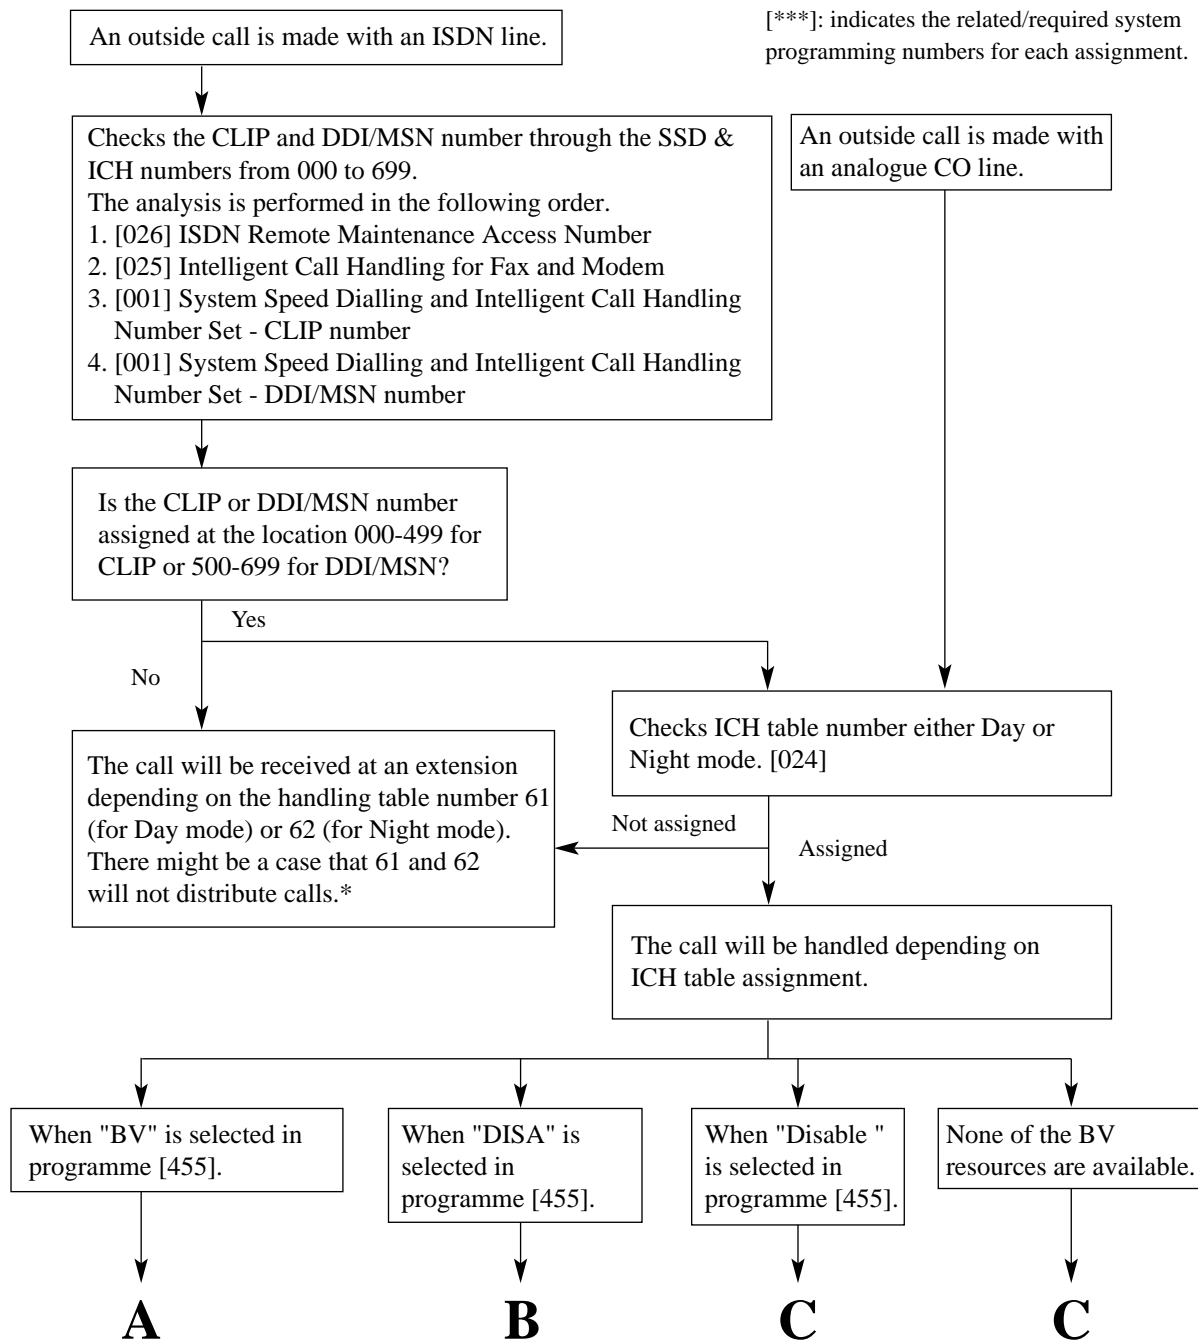 An outside call is made with an ISDN line.
[***]: indicates the related/required system
programming numbers for each assignment.
Checks the CLIP and DDI/MSN number through the SSD &
ICH numbers from 000 to 699.
The analysis is performed in the following order.
1. [026] ISDN Remote Maintenance Access Number
2. [025] Intelligent Call Handling for Fax and Modem
3. [001] System Speed Dialling and Intelligent Call Handling
Number Set - CLIP number
4. [001] System Speed Dialling and Intelligent Call Handling
Number Set - DDI/MSN number
An outside call is made with
an analogue CO line.
Is the CLIP or DDI/MSN number
assigned at the location 000-499 for
CLIP or 500-699 for DDI/MSN?
Yes
No
Checks ICH table number either Day or
Night mode. [024]
The call will be received at an extension
depending on the handling table number 61
(for Day mode) or 62 (for Night mode).
There might be a case that 61 and 62
will not distribute calls.*
Not assigned
Assigned
The call will be handled depending on
ICH table assignment.
When "BV" is selected in
programme [455].
When "DISA" is
selected in
programme [455].
When "Disable "
is selected in
programme [455].
None of the BV
resources are available.
A
B
C
C